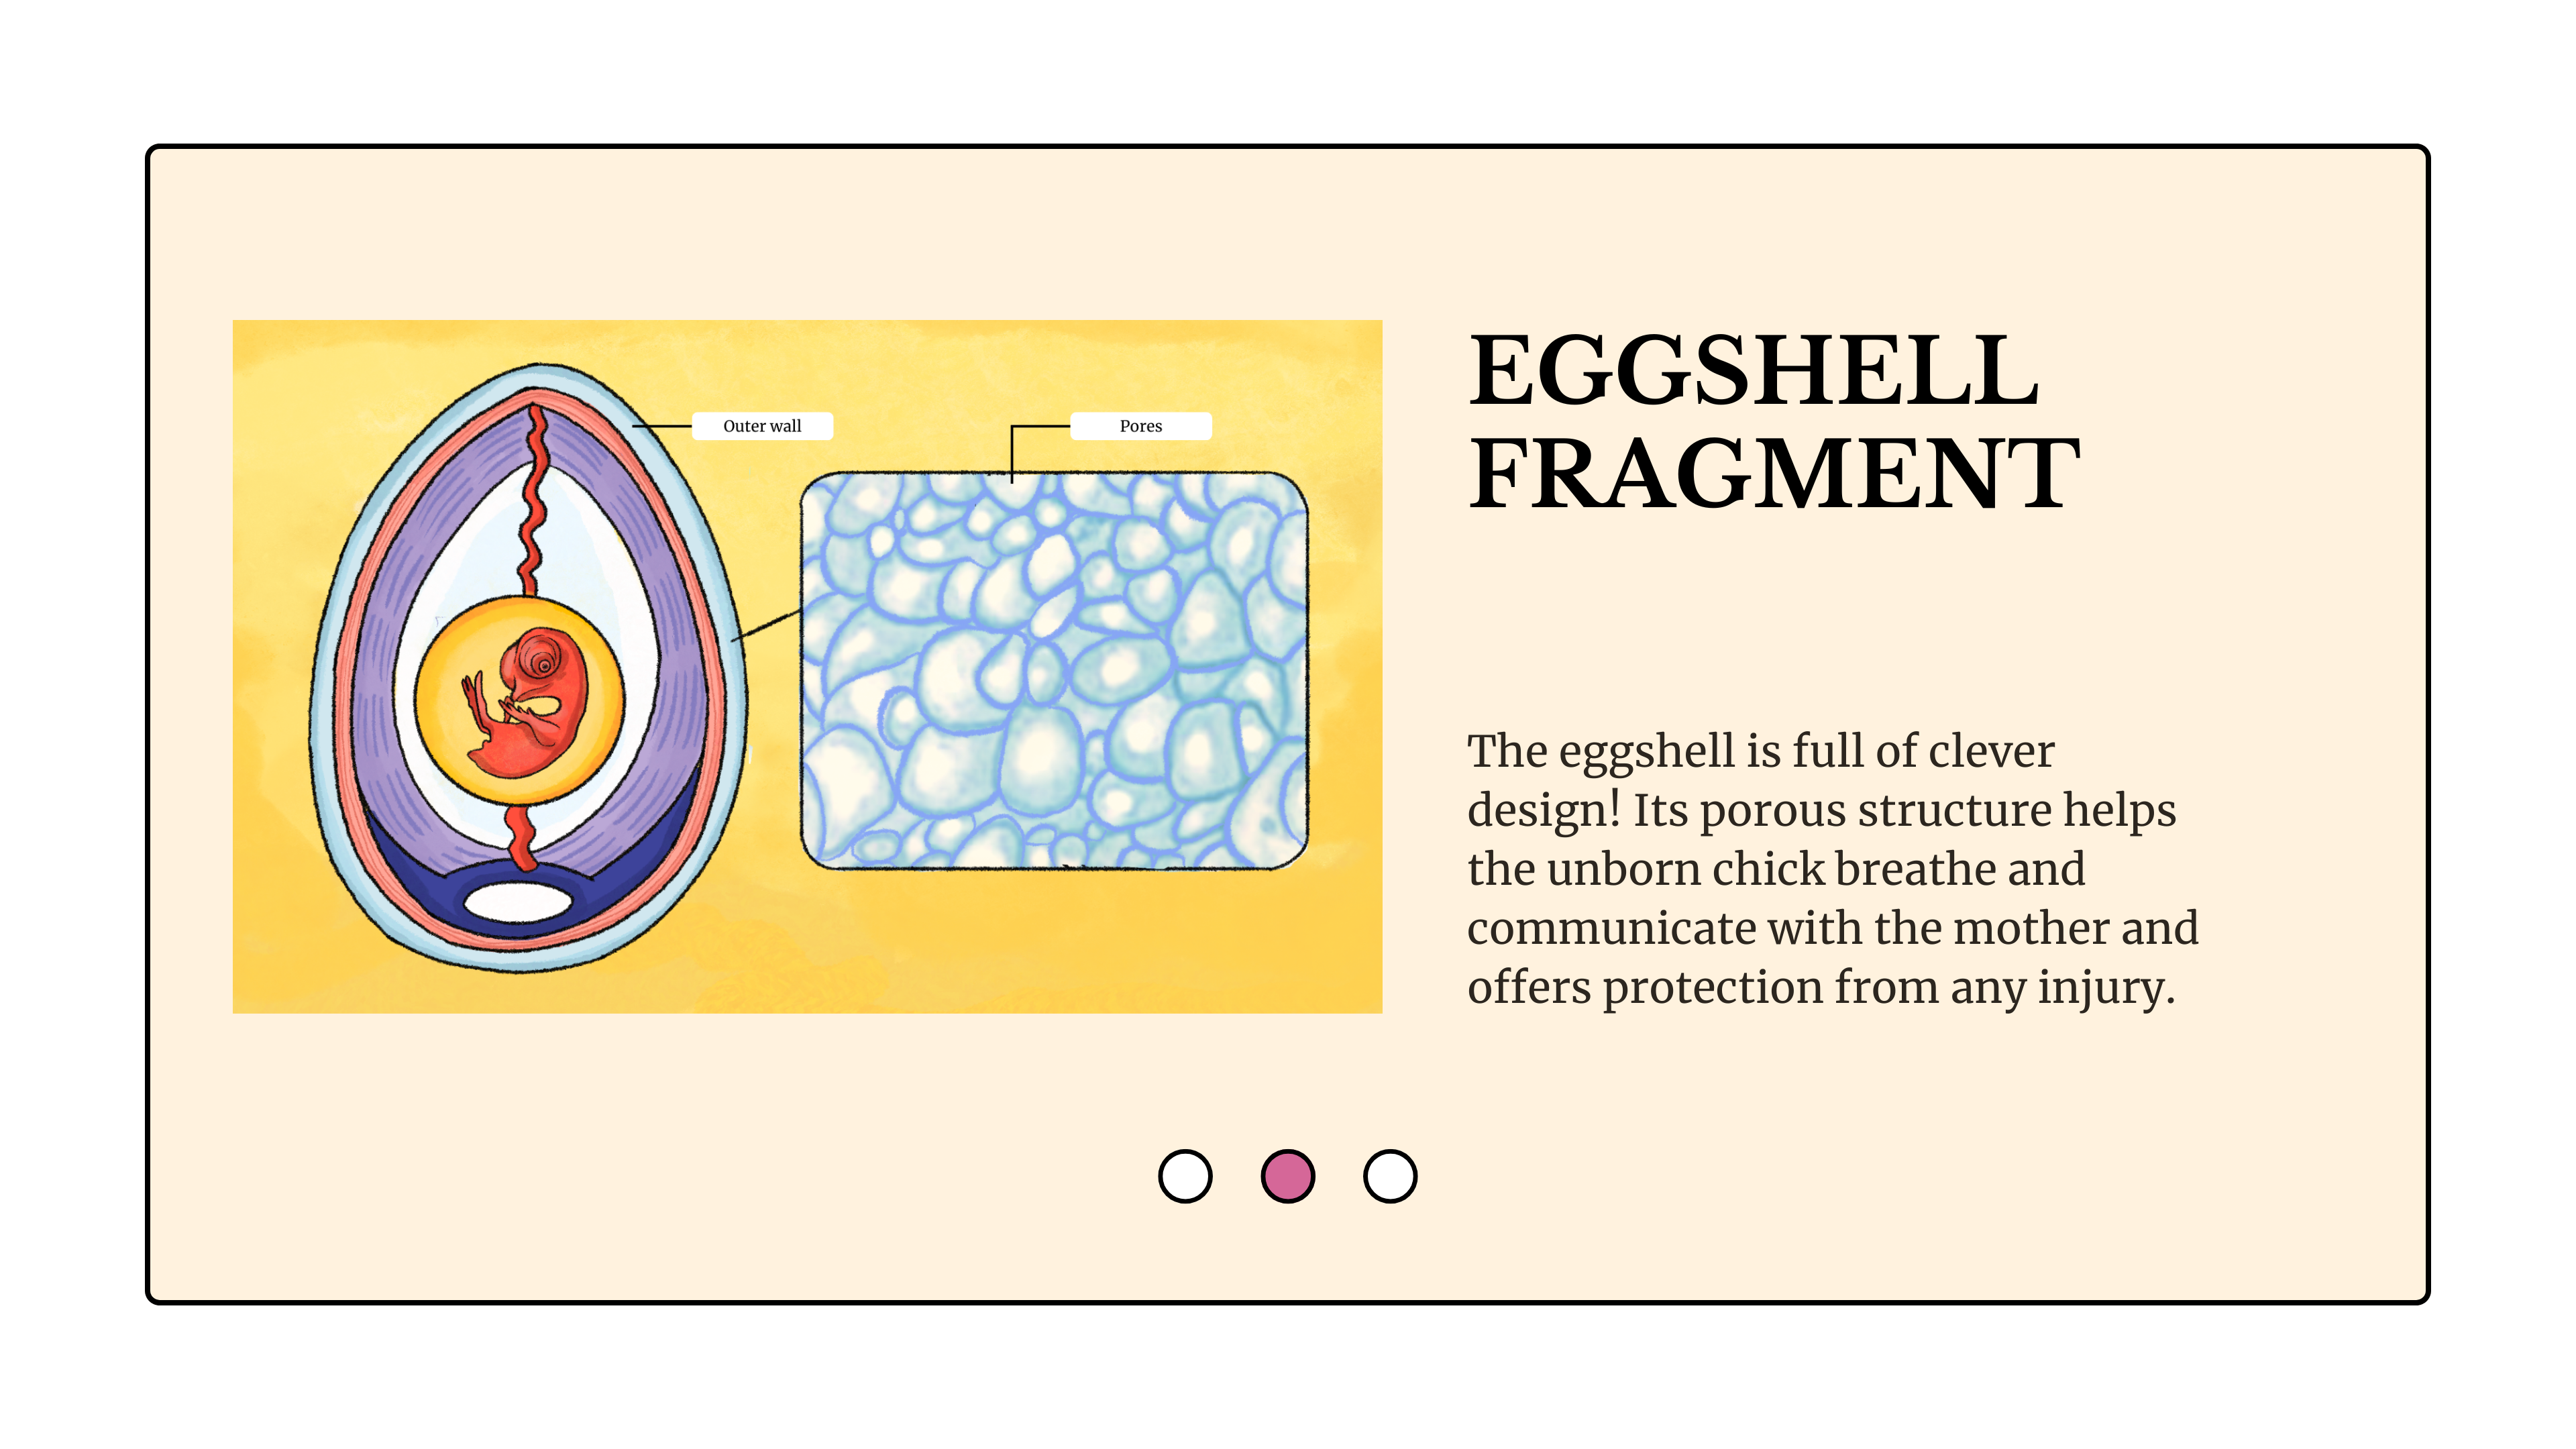 Outer wall
Pores
EGGSHELL
FRAGMENT
The eggshell is full of clever
design! Its porous structure helps
the unborn chick breathe and
communicate with the mother and
offers protection from any injury.